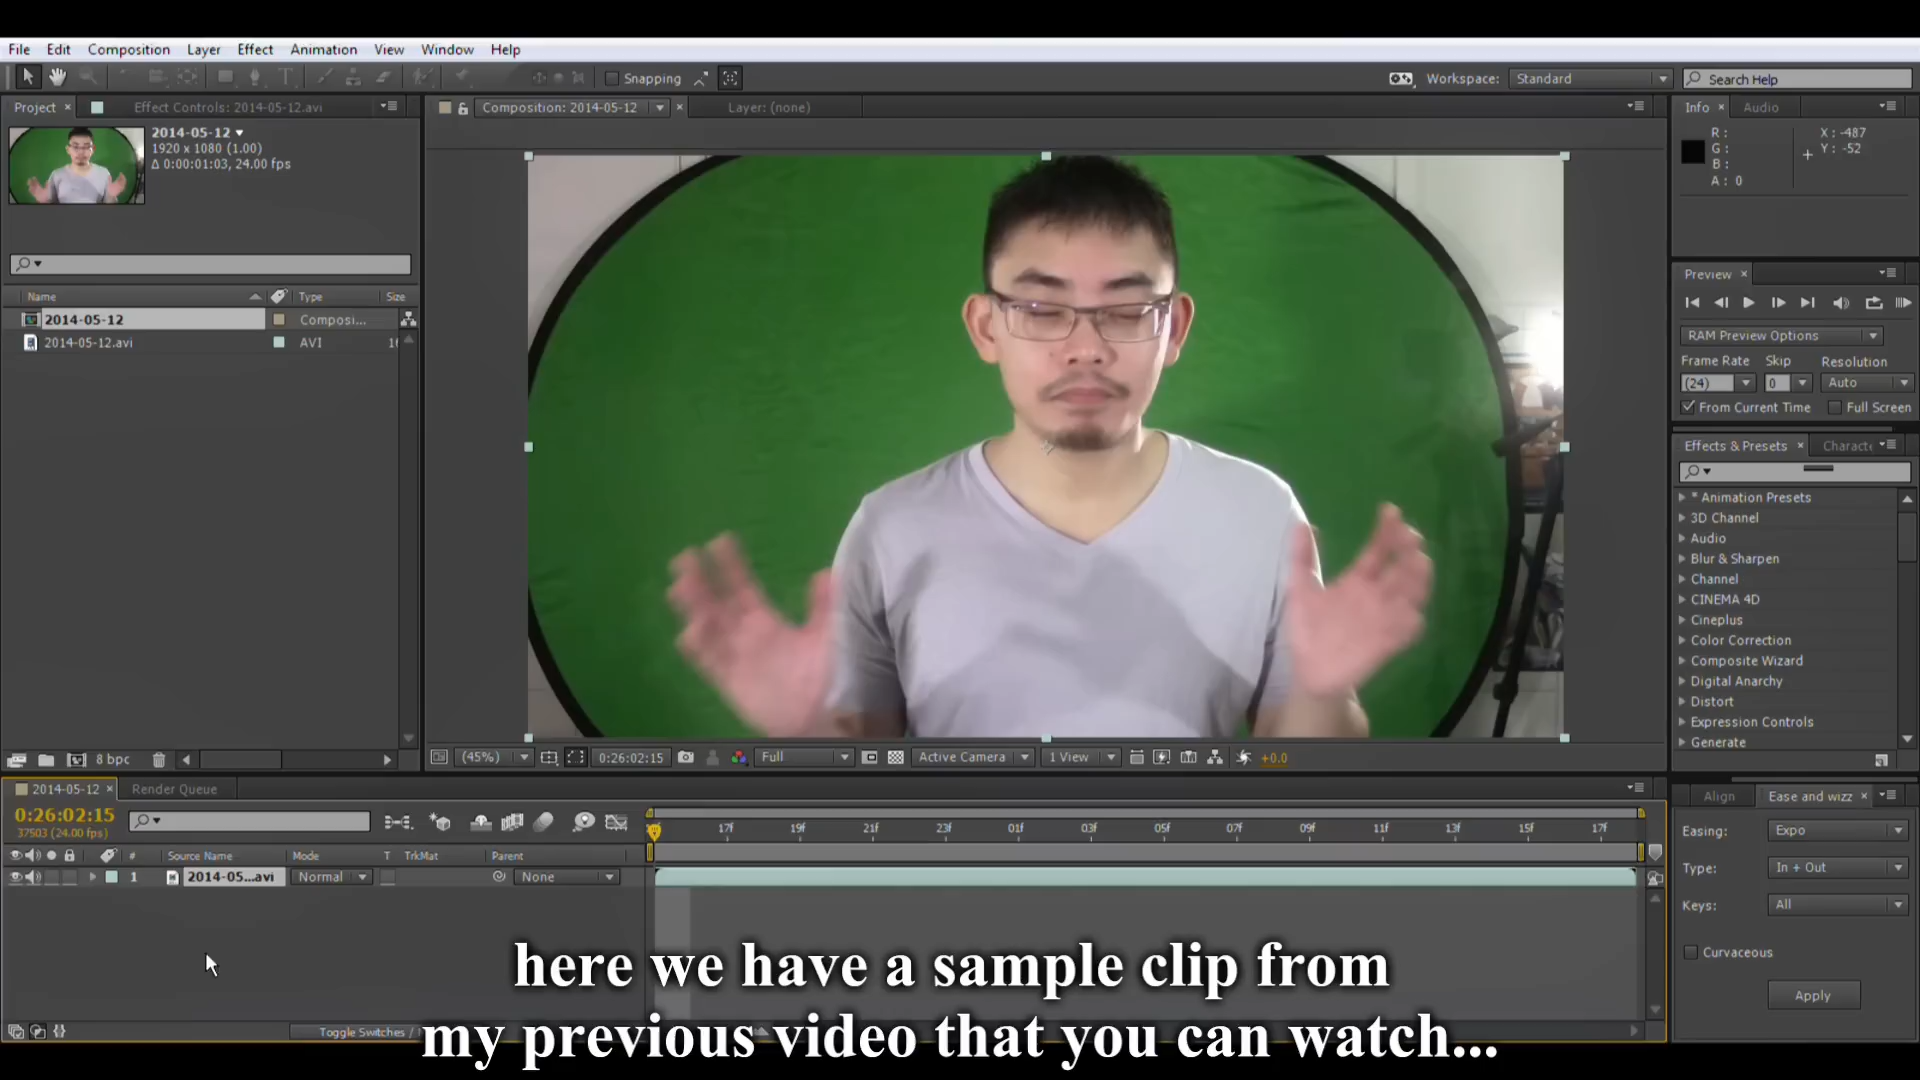 File Edit Composition Layer Effect Animation View Window Help
Snapping
Workspace: Standard
Search Help
Project
Effect Controls: 2014-05-12.avi
2014-05-12
1920 x 1080 (1.00)
Δ 0:00:01:03, 24.00 fps
Name Type Size
2014-05-12 Composi...
2014-05-12.avi AVI
8 bpc
Composition: 2014-05-12
Layer: (none)
(45%) 0:26:02:15 Full Active Camera 1 View +0.0
Info Audio
R: X: -487
G: Y: -52
B:
A: 0
Preview
RAM Preview Options
Frame Rate Skip Resolution
(24) 0 Auto
From Current Time Full Screen
Effects & Presets Characte
* Animation Presets
3D Channel
Audio
Blur & Sharpen
Channel
CINEMA 4D
Cineplus
Color Correction
Composite Wizard
Digital Anarchy
Distort
Expression Controls
Generate
2014-05-12 Render Queue
0:26:02:15
37503 (24.00 fps)
17f 19f 21f 23f 01f 03f 05f 07f 09f 11f 13f 15f 17f
# Source Name Mode T TrkMat Parent
1 2014-05...avi Normal None
Toggle Switches /
Align Ease and wizz
Easing: Expo
Type: In + Out
Keys: All
Curvaceous
Apply
here we have a sample clip from
my previous video that you can watch...